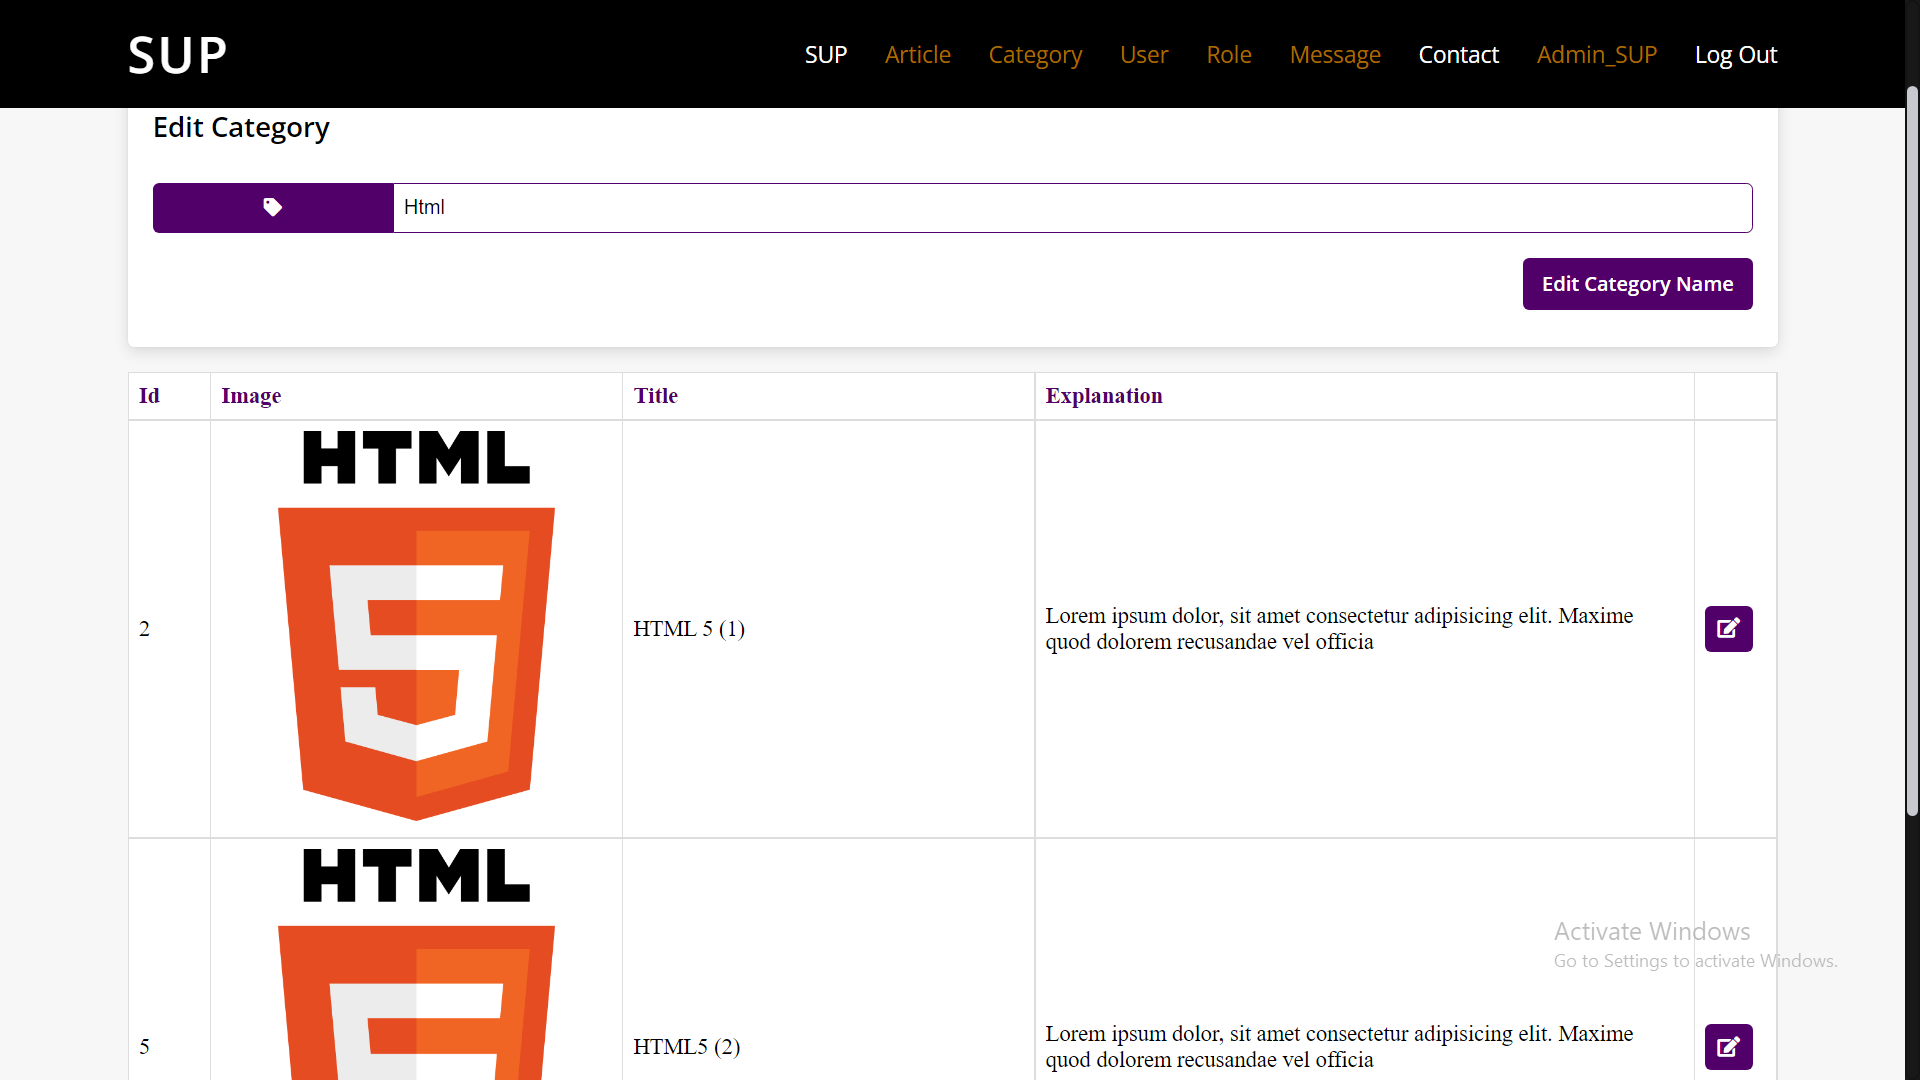 SUP
SUP Article Category User Role Message Contact Admin_SUP Log Out
Edit Category
Html
Edit Category Name
Id Image Title Explanation
HTML
2 HTML 5 (1)
Lorem ipsum dolor, sit amet consectetur adipisicing elit. Maxime
quod dolorem recusandae vel officia
HTML
5 HTML5 (2)
Lorem ipsum dolor, sit amet consectetur adipisicing elit. Maxime
quod dolorem recusandae vel officia
Activate Windows
Go to Settings to activate Windows.